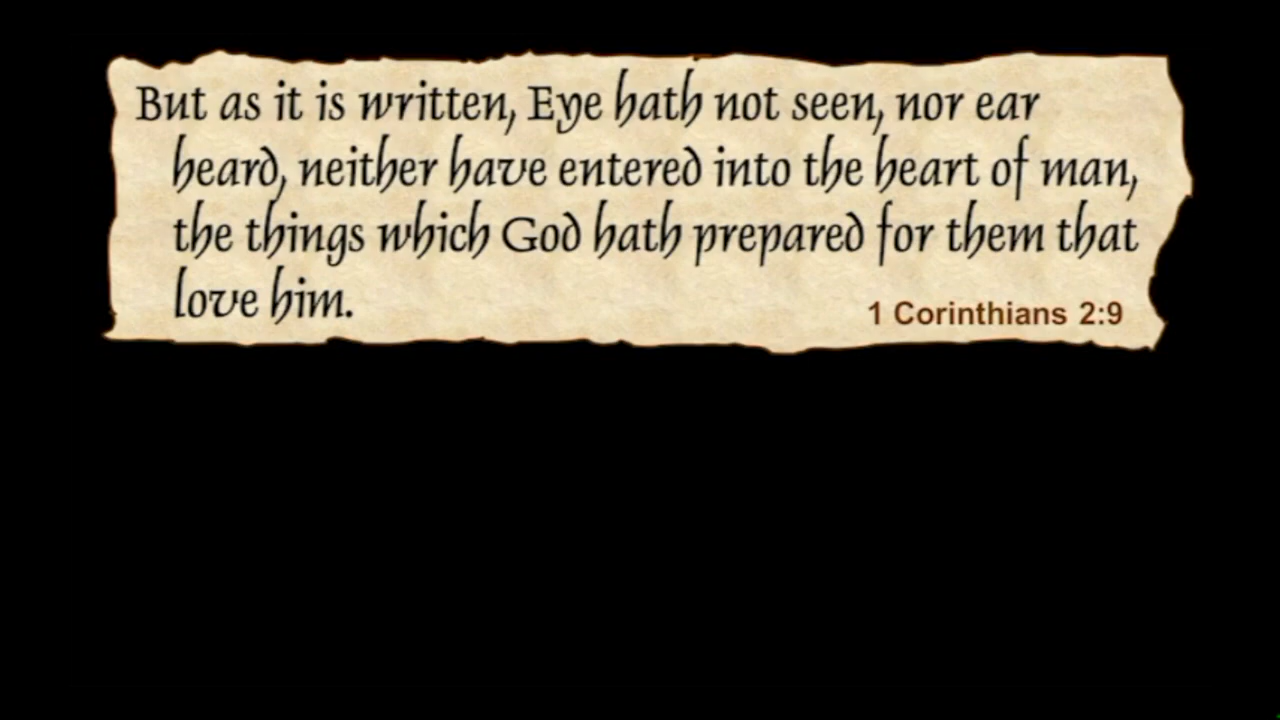 But as it is written, Eye hath not seen, nor ear
heard, neither have entered into the heart of man,
the things which God hath prepared for them that
love him.
1 Corinthians 2:9